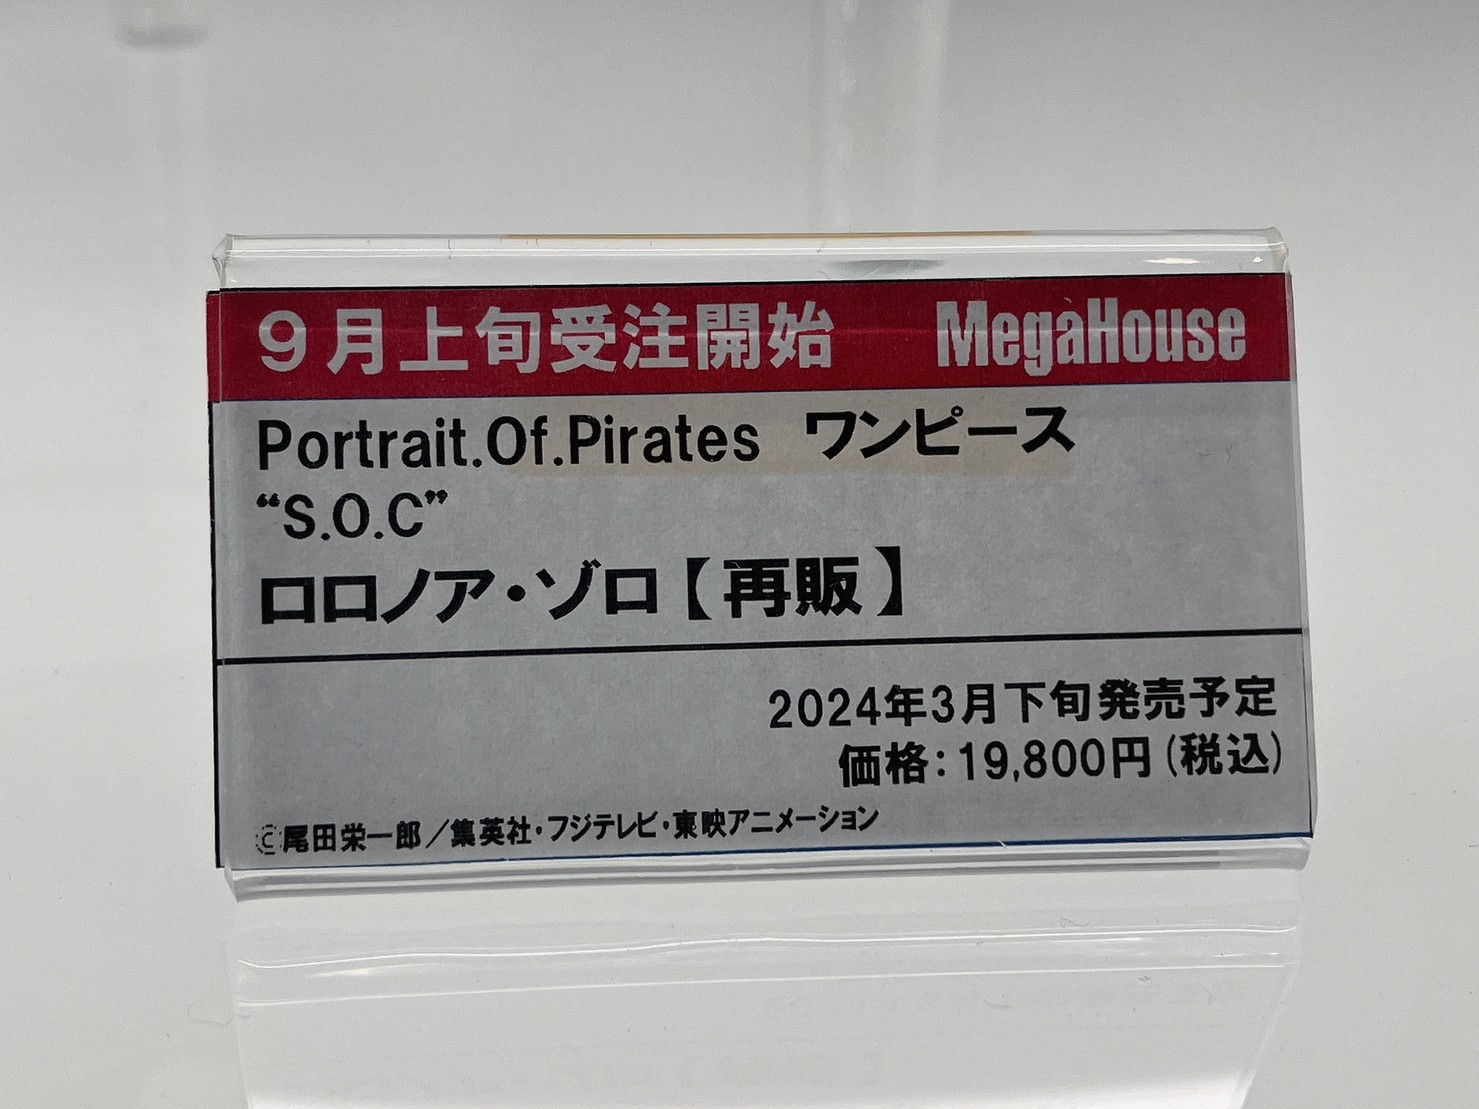 9月上旬受注開始 MegaHouse
Portrait.Of.Pirates ワンピース
“S.O.C”
ロロノア・ゾロ【再販】
2024年3月下旬発売予定
価格：19,800円（税込）
©尾田栄一郎／集英社・フジテレビ・東映アニメーション